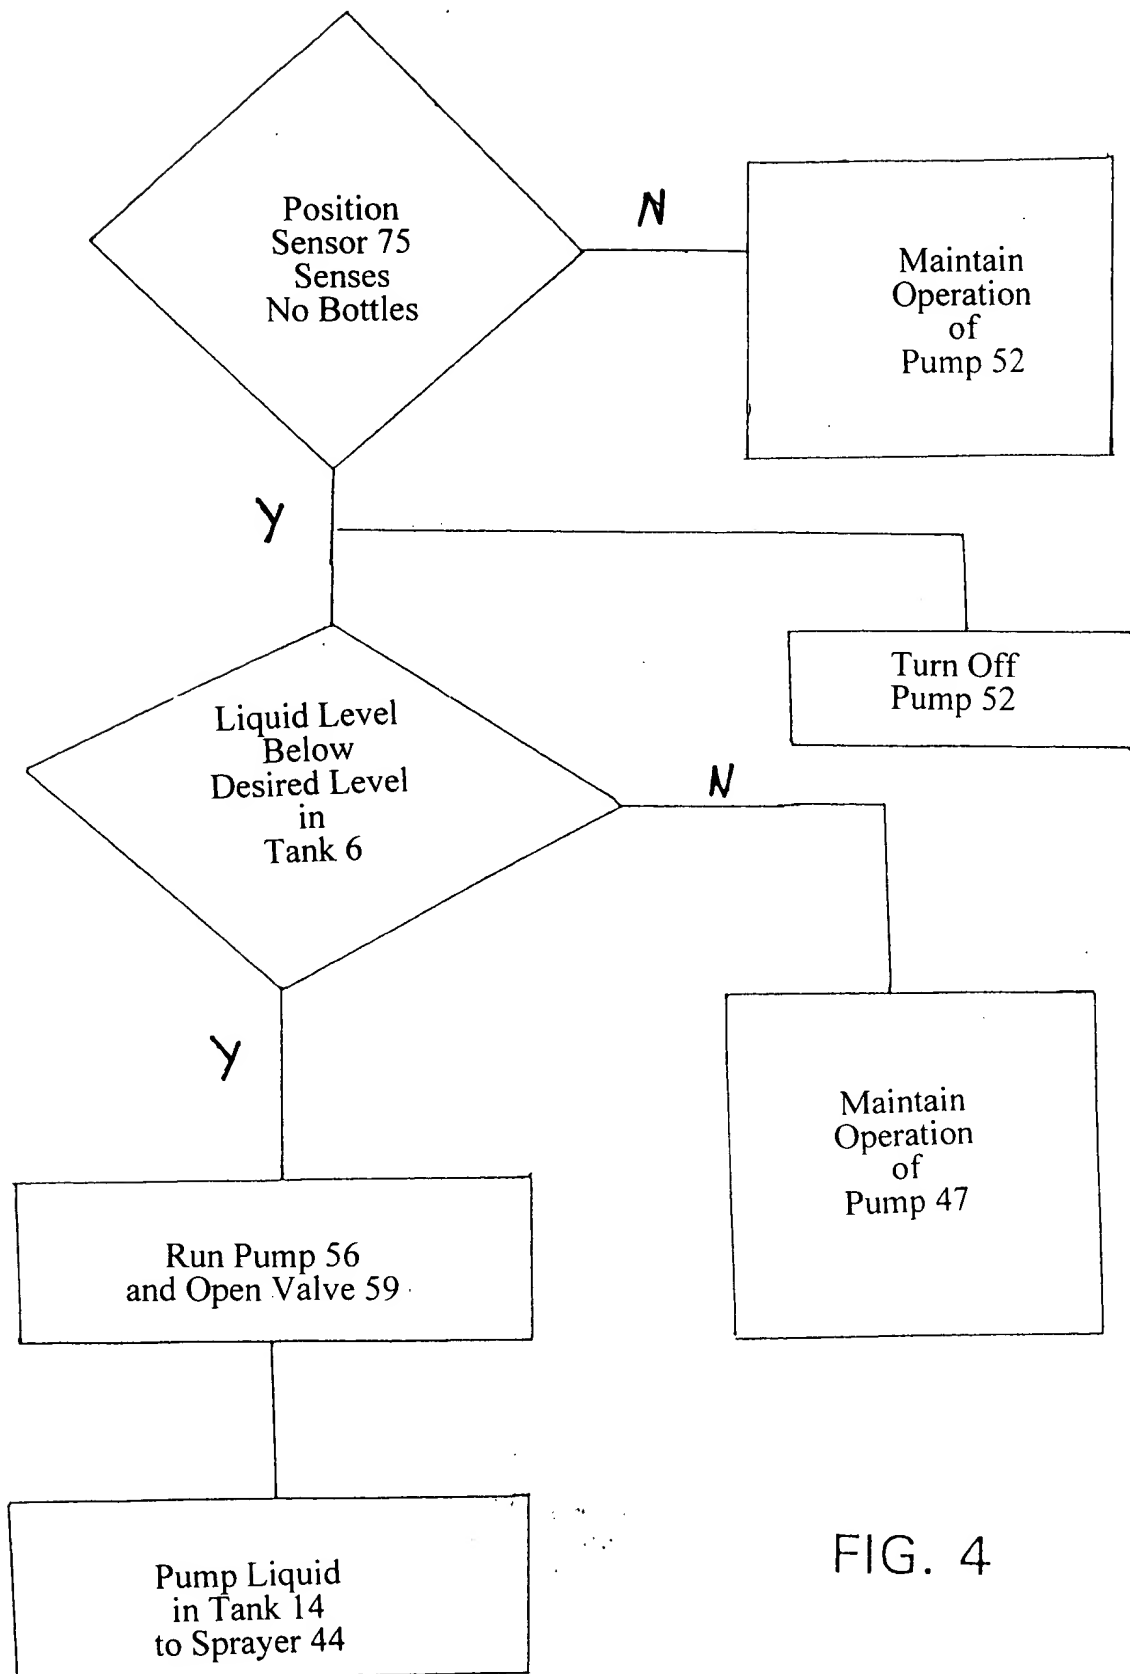 Position
Sensor 75
Senses
No Bottles
N
Maintain
Operation
of
Pump 52
Y
Turn Off
Pump 52
Liquid Level
Below
Desired Level
in
Tank 6
N
Y
Maintain
Operation
of
Pump 47
Run Pump 56
and Open Valve 59
Pump Liquid
in Tank 14
to Sprayer 44
FIG. 4